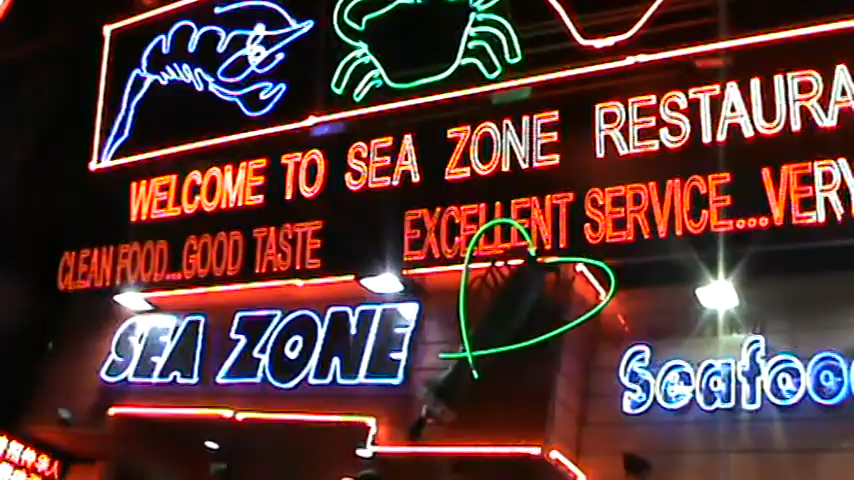 WELCOME TO SEA ZONE RESTAURA
CLEAN FOOD...GOOD TASTE EXCELLENT SERVICE...VERY
SEA ZONE
Seafoo